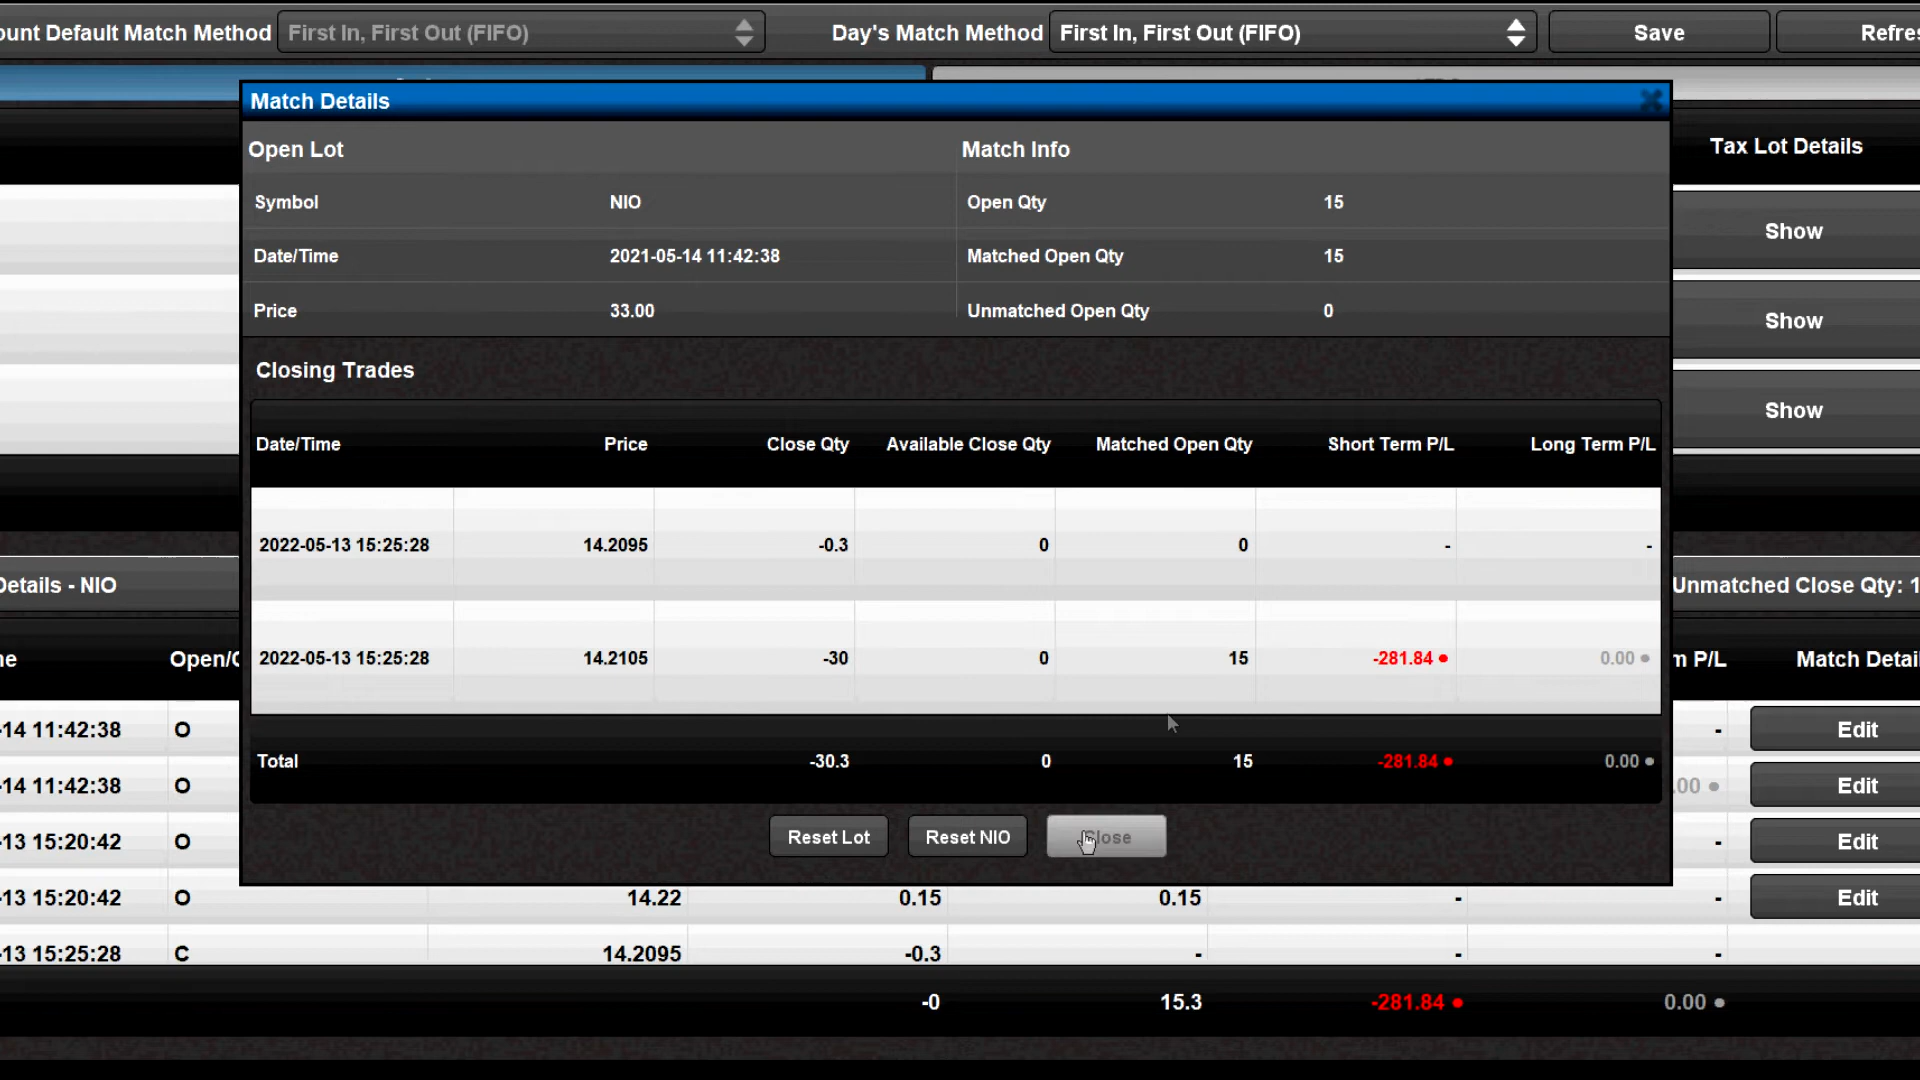 ount Default Match Method First In, First Out (FIFO) Day's Match Method First In, First Out (FIFO) Save Refres
Match Details
Open Lot Match Info Tax Lot Details
Symbol NIO Open Qty 15 Show
Date/Time 2021-05-14 11:42:38 Matched Open Qty 15
Price 33.00 Unmatched Open Qty 0 Show
Closing Trades
Show
Date/Time Price Close Qty Available Close Qty Matched Open Qty Short Term P/L Long Term P/L
2022-05-13 15:25:28 14.2095 -0.3 0 0 - -
Details - NIO Unmatched Close Qty: 1
2022-05-13 15:25:28 14.2105 -30 0 15 -281.84 0.00
ne Open/C m P/L Match Detai
-14 11:42:38 O - Edit
Total -30.3 0 15 -281.84 0.00
-14 11:42:38 O .00 Edit
Reset Lot Reset NIO Close
-13 15:20:42 O - Edit
-13 15:20:42 O 14.22 0.15 0.15 - - Edit
-13 15:25:28 C 14.2095 -0.3 - - -
-0 15.3 -281.84 0.00